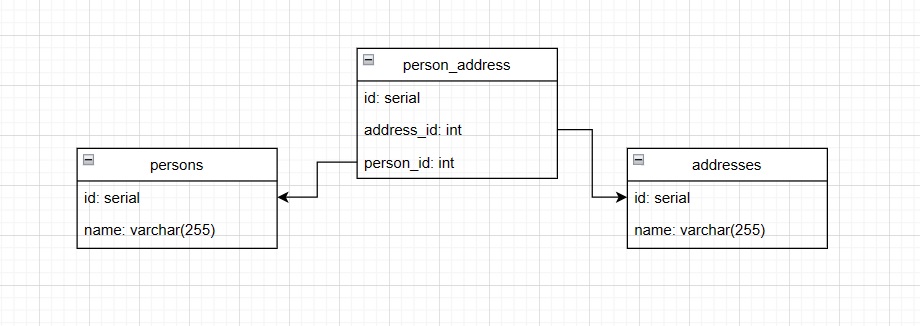 person_address
id: serial
address_id: int
person_id: int
persons
id: serial
name: varchar(255)
addresses
id: serial
name: varchar(255)